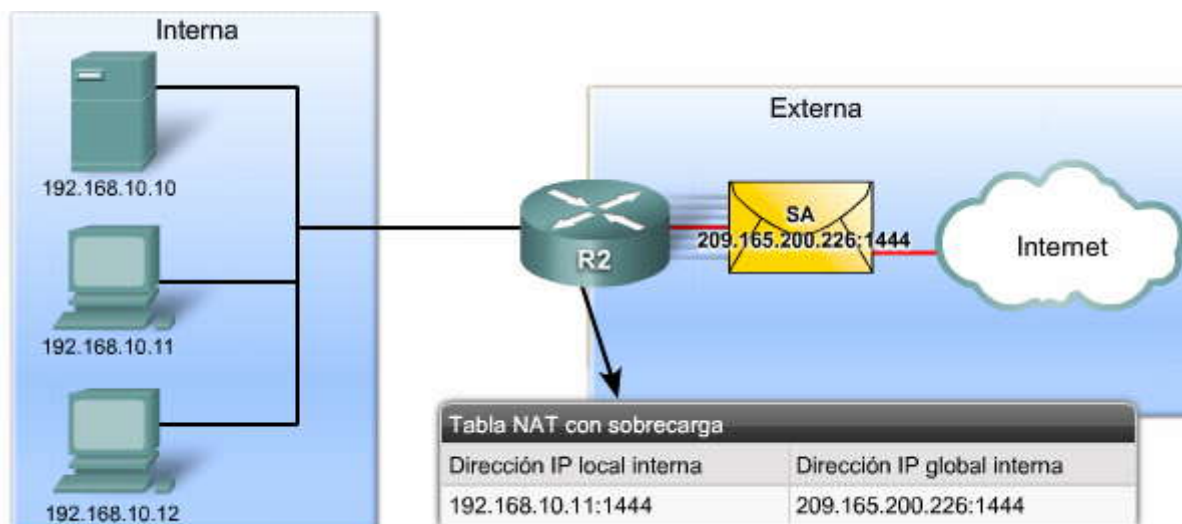 Interna
192.168.10.10
192.168.10.11
192.168.10.12
Externa
R2
SA
209.165.200.226:1444
Internet
Tabla NAT con sobrecarga
Dirección IP local interna
Dirección IP global interna
192.168.10.11:1444
209.165.200.226:1444